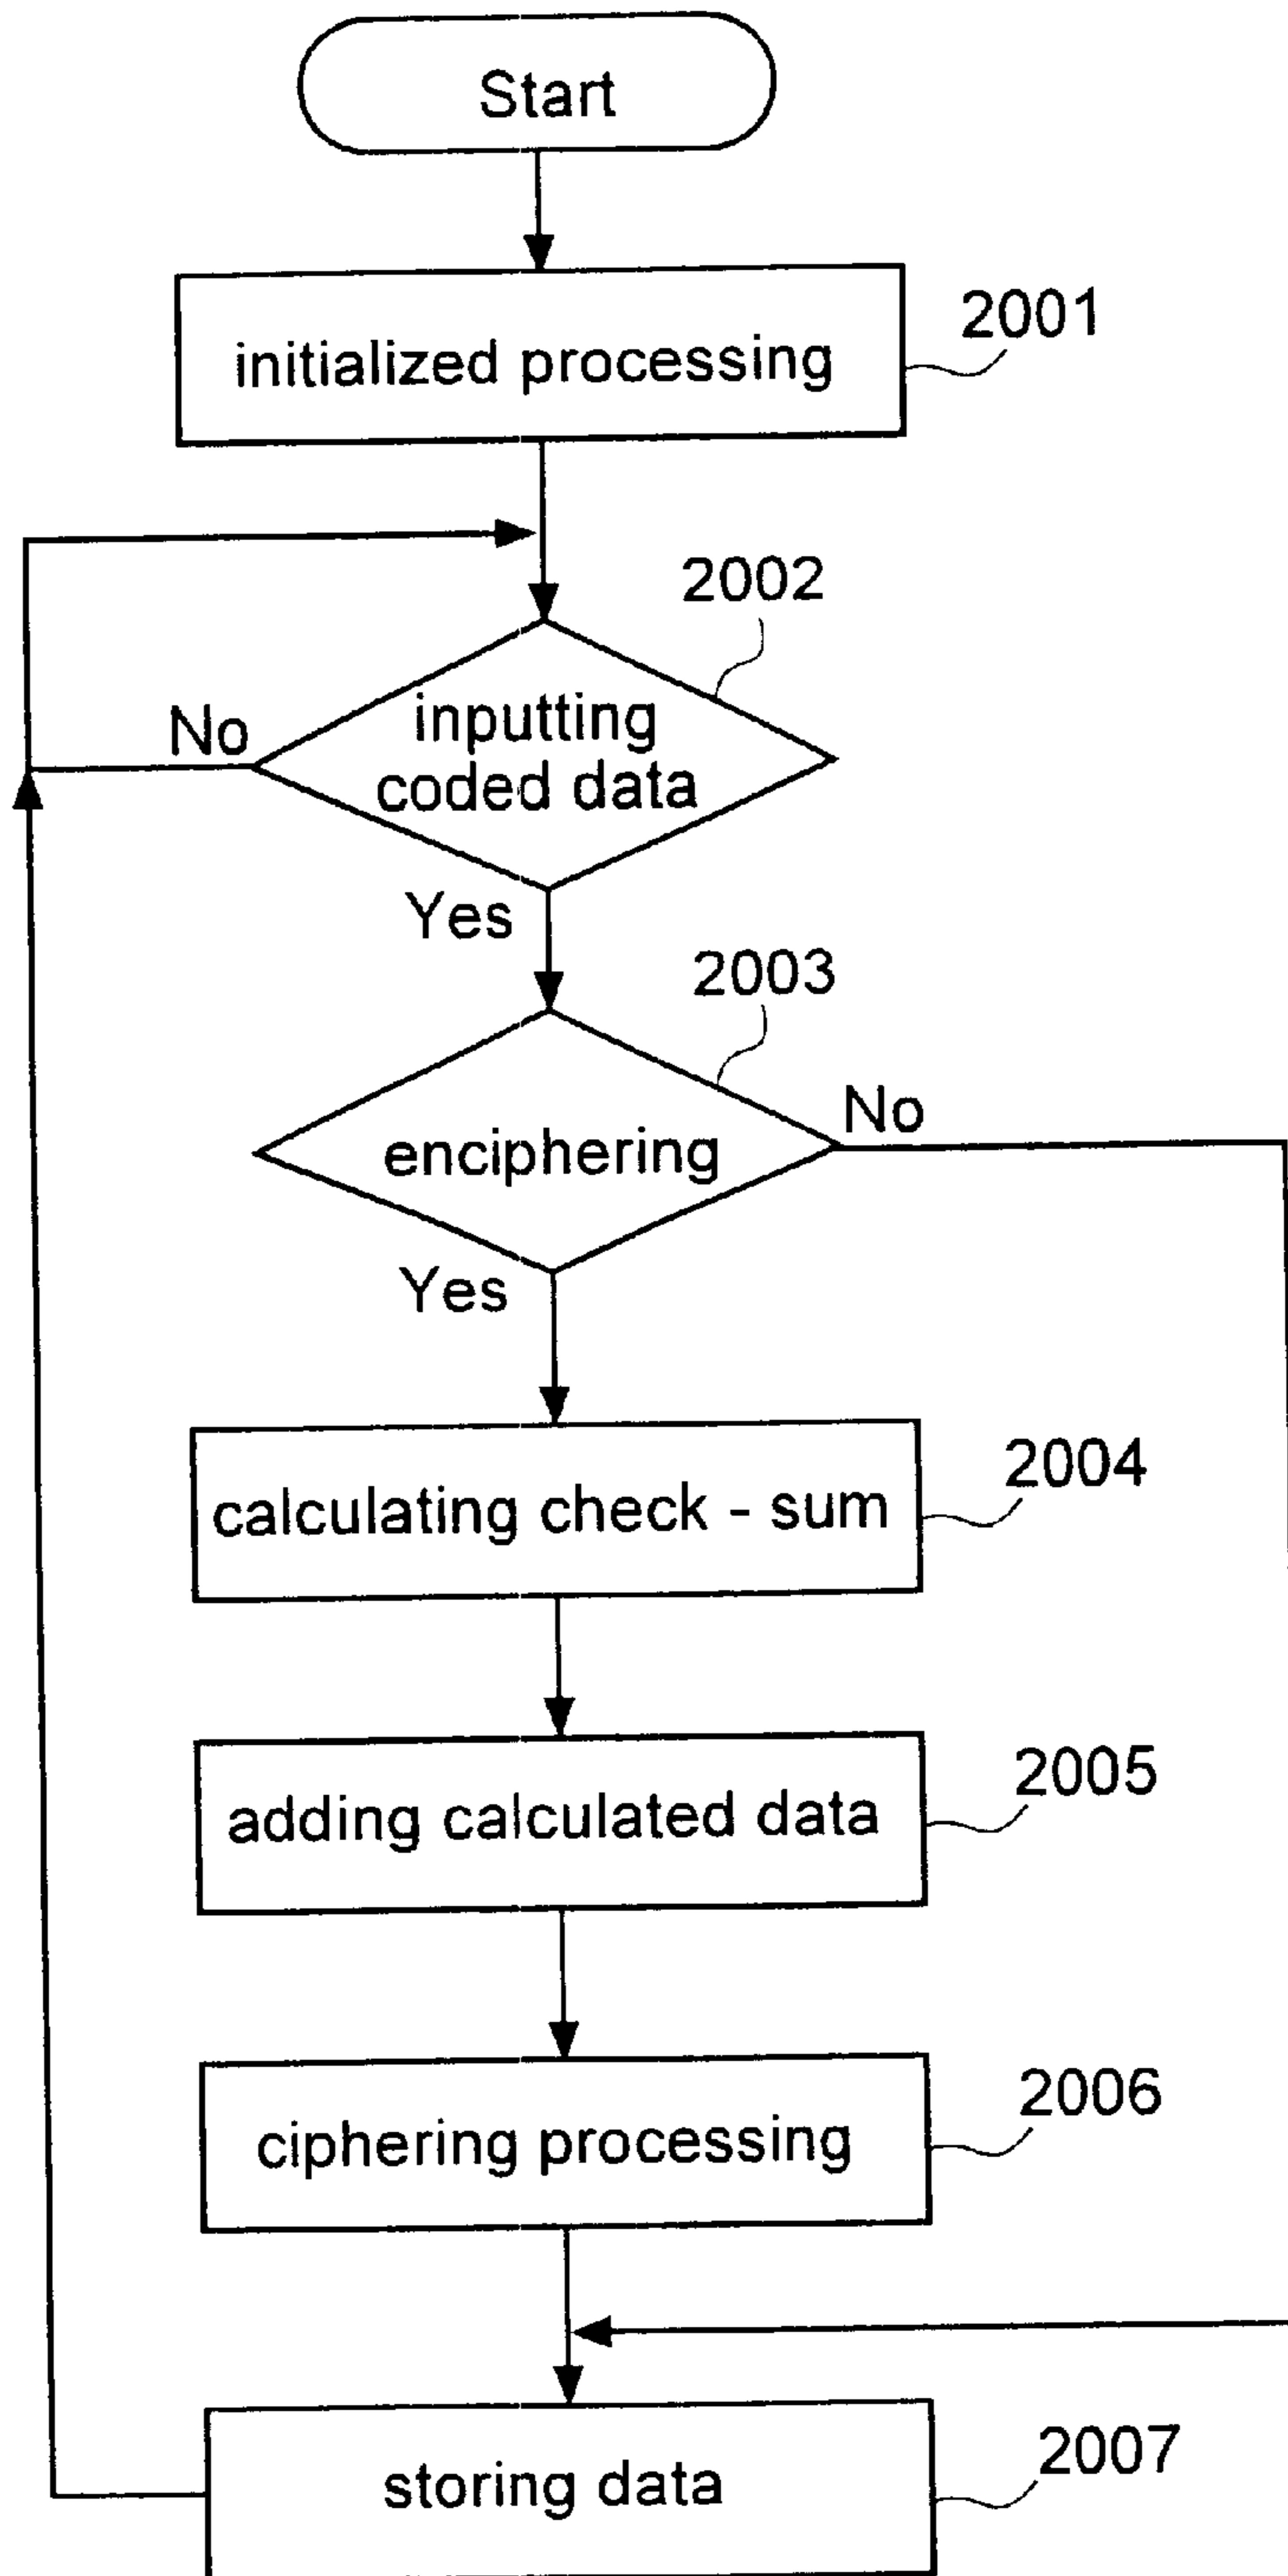 Start
initialized processing
2001
2002
No
inputting
coded data
Yes
2003
No
enciphering
Yes
calculating check - sum
2004
adding calculated data
2005
ciphering processing
2006
storing data
2007